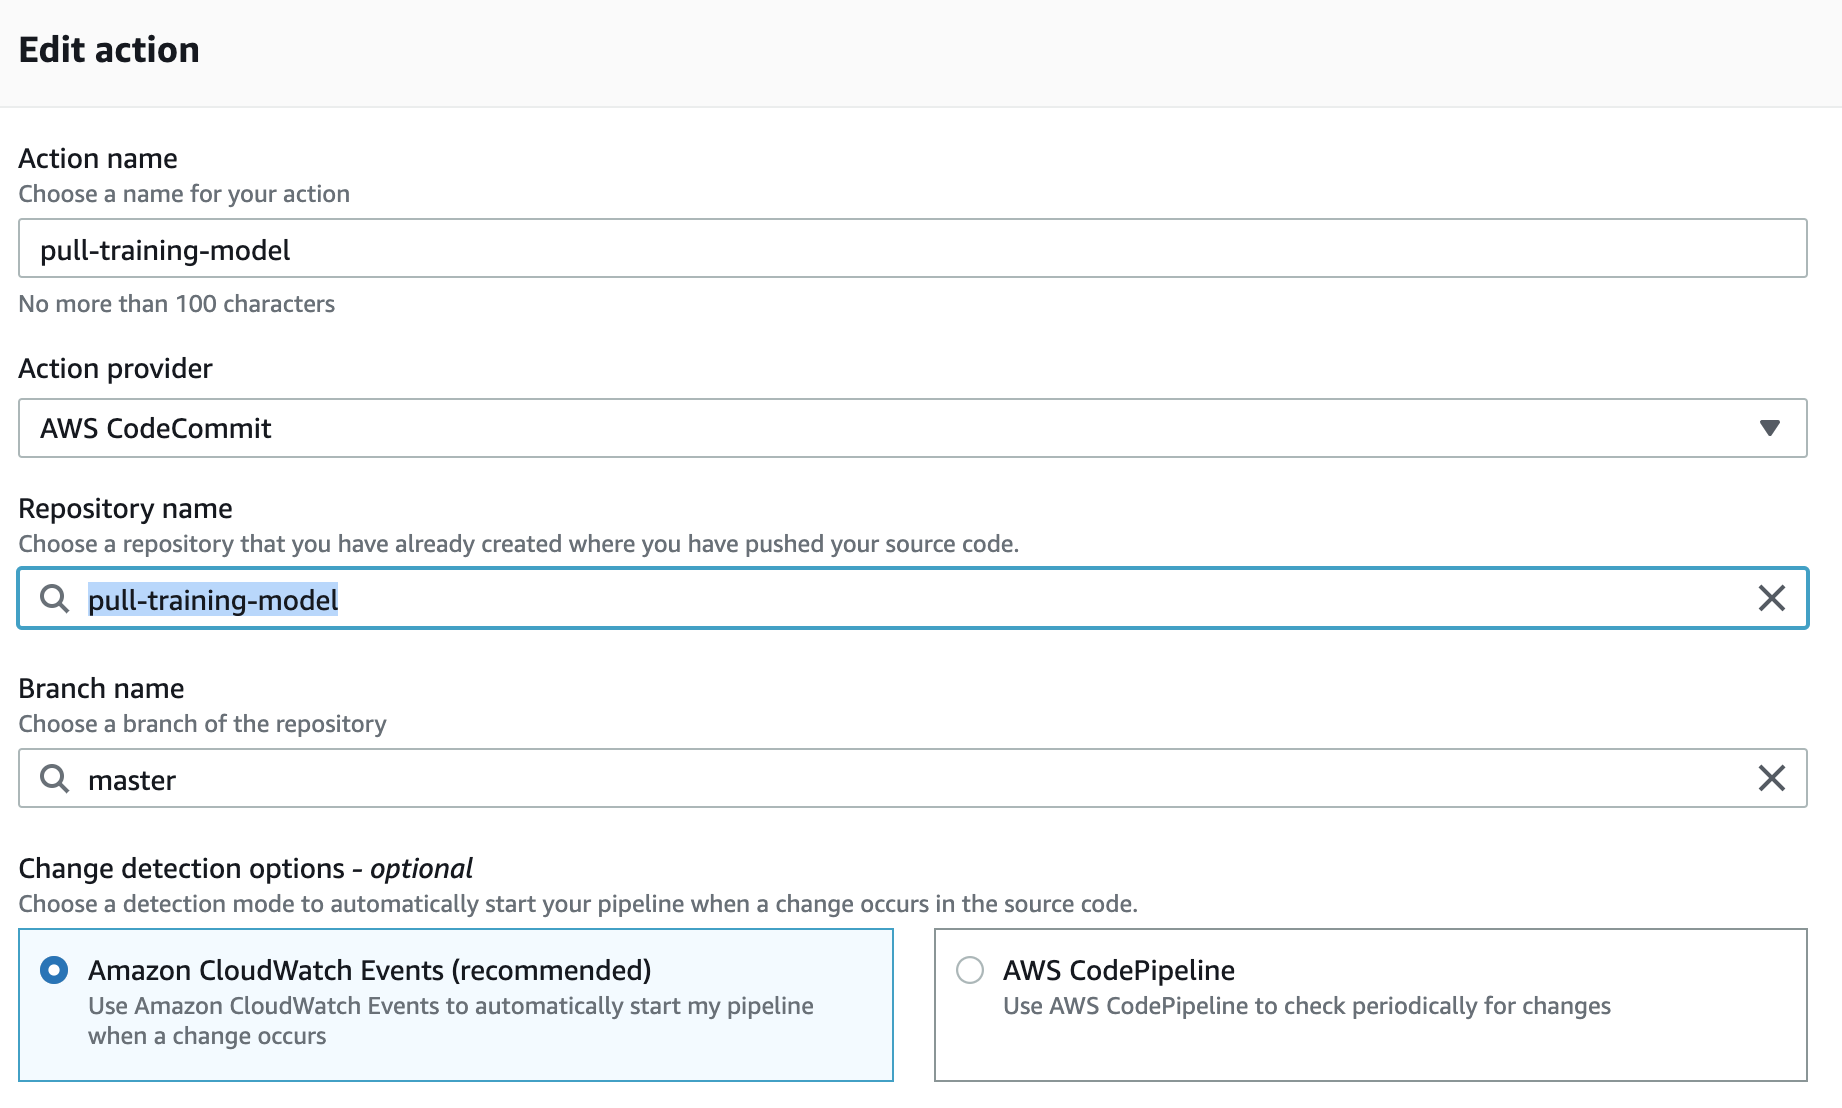 Edit action
Action name
Choose a name for your action
pull-training-model
No more than 100 characters
Action provider
AWS CodeCommit
Repository name
Choose a repository that you have already created where you have pushed your source code.
pull-training-model
Branch name
Choose a branch of the repository
master
Change detection options - optional
Choose a detection mode to automatically start your pipeline when a change occurs in the source code.
Amazon CloudWatch Events (recommended)
Use Amazon CloudWatch Events to automatically start my pipeline
when a change occurs
AWS CodePipeline
Use AWS CodePipeline to check periodically for changes